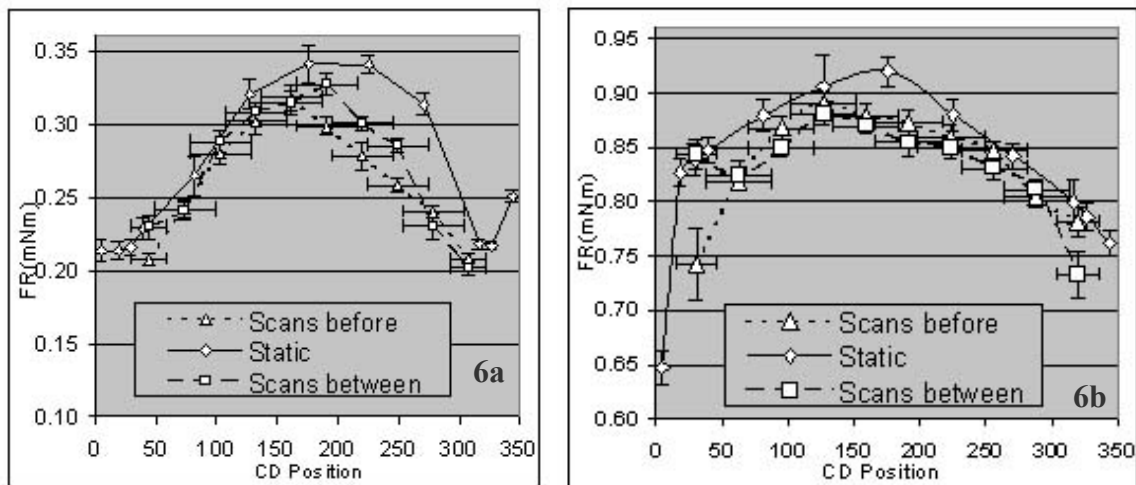 0.35
0.30
0.25
0.20
0.15
0.10
FR(mNm)
Scans before
Static
Scans between
6a
0 50 100 150 200 250 300 350
CD Position
0.95
0.90
0.85
0.80
0.75
0.70
0.65
0.60
FR(mNm)
Scans before
Static
Scans between
6b
0 50 100 150 200 250 300 350
CD Position